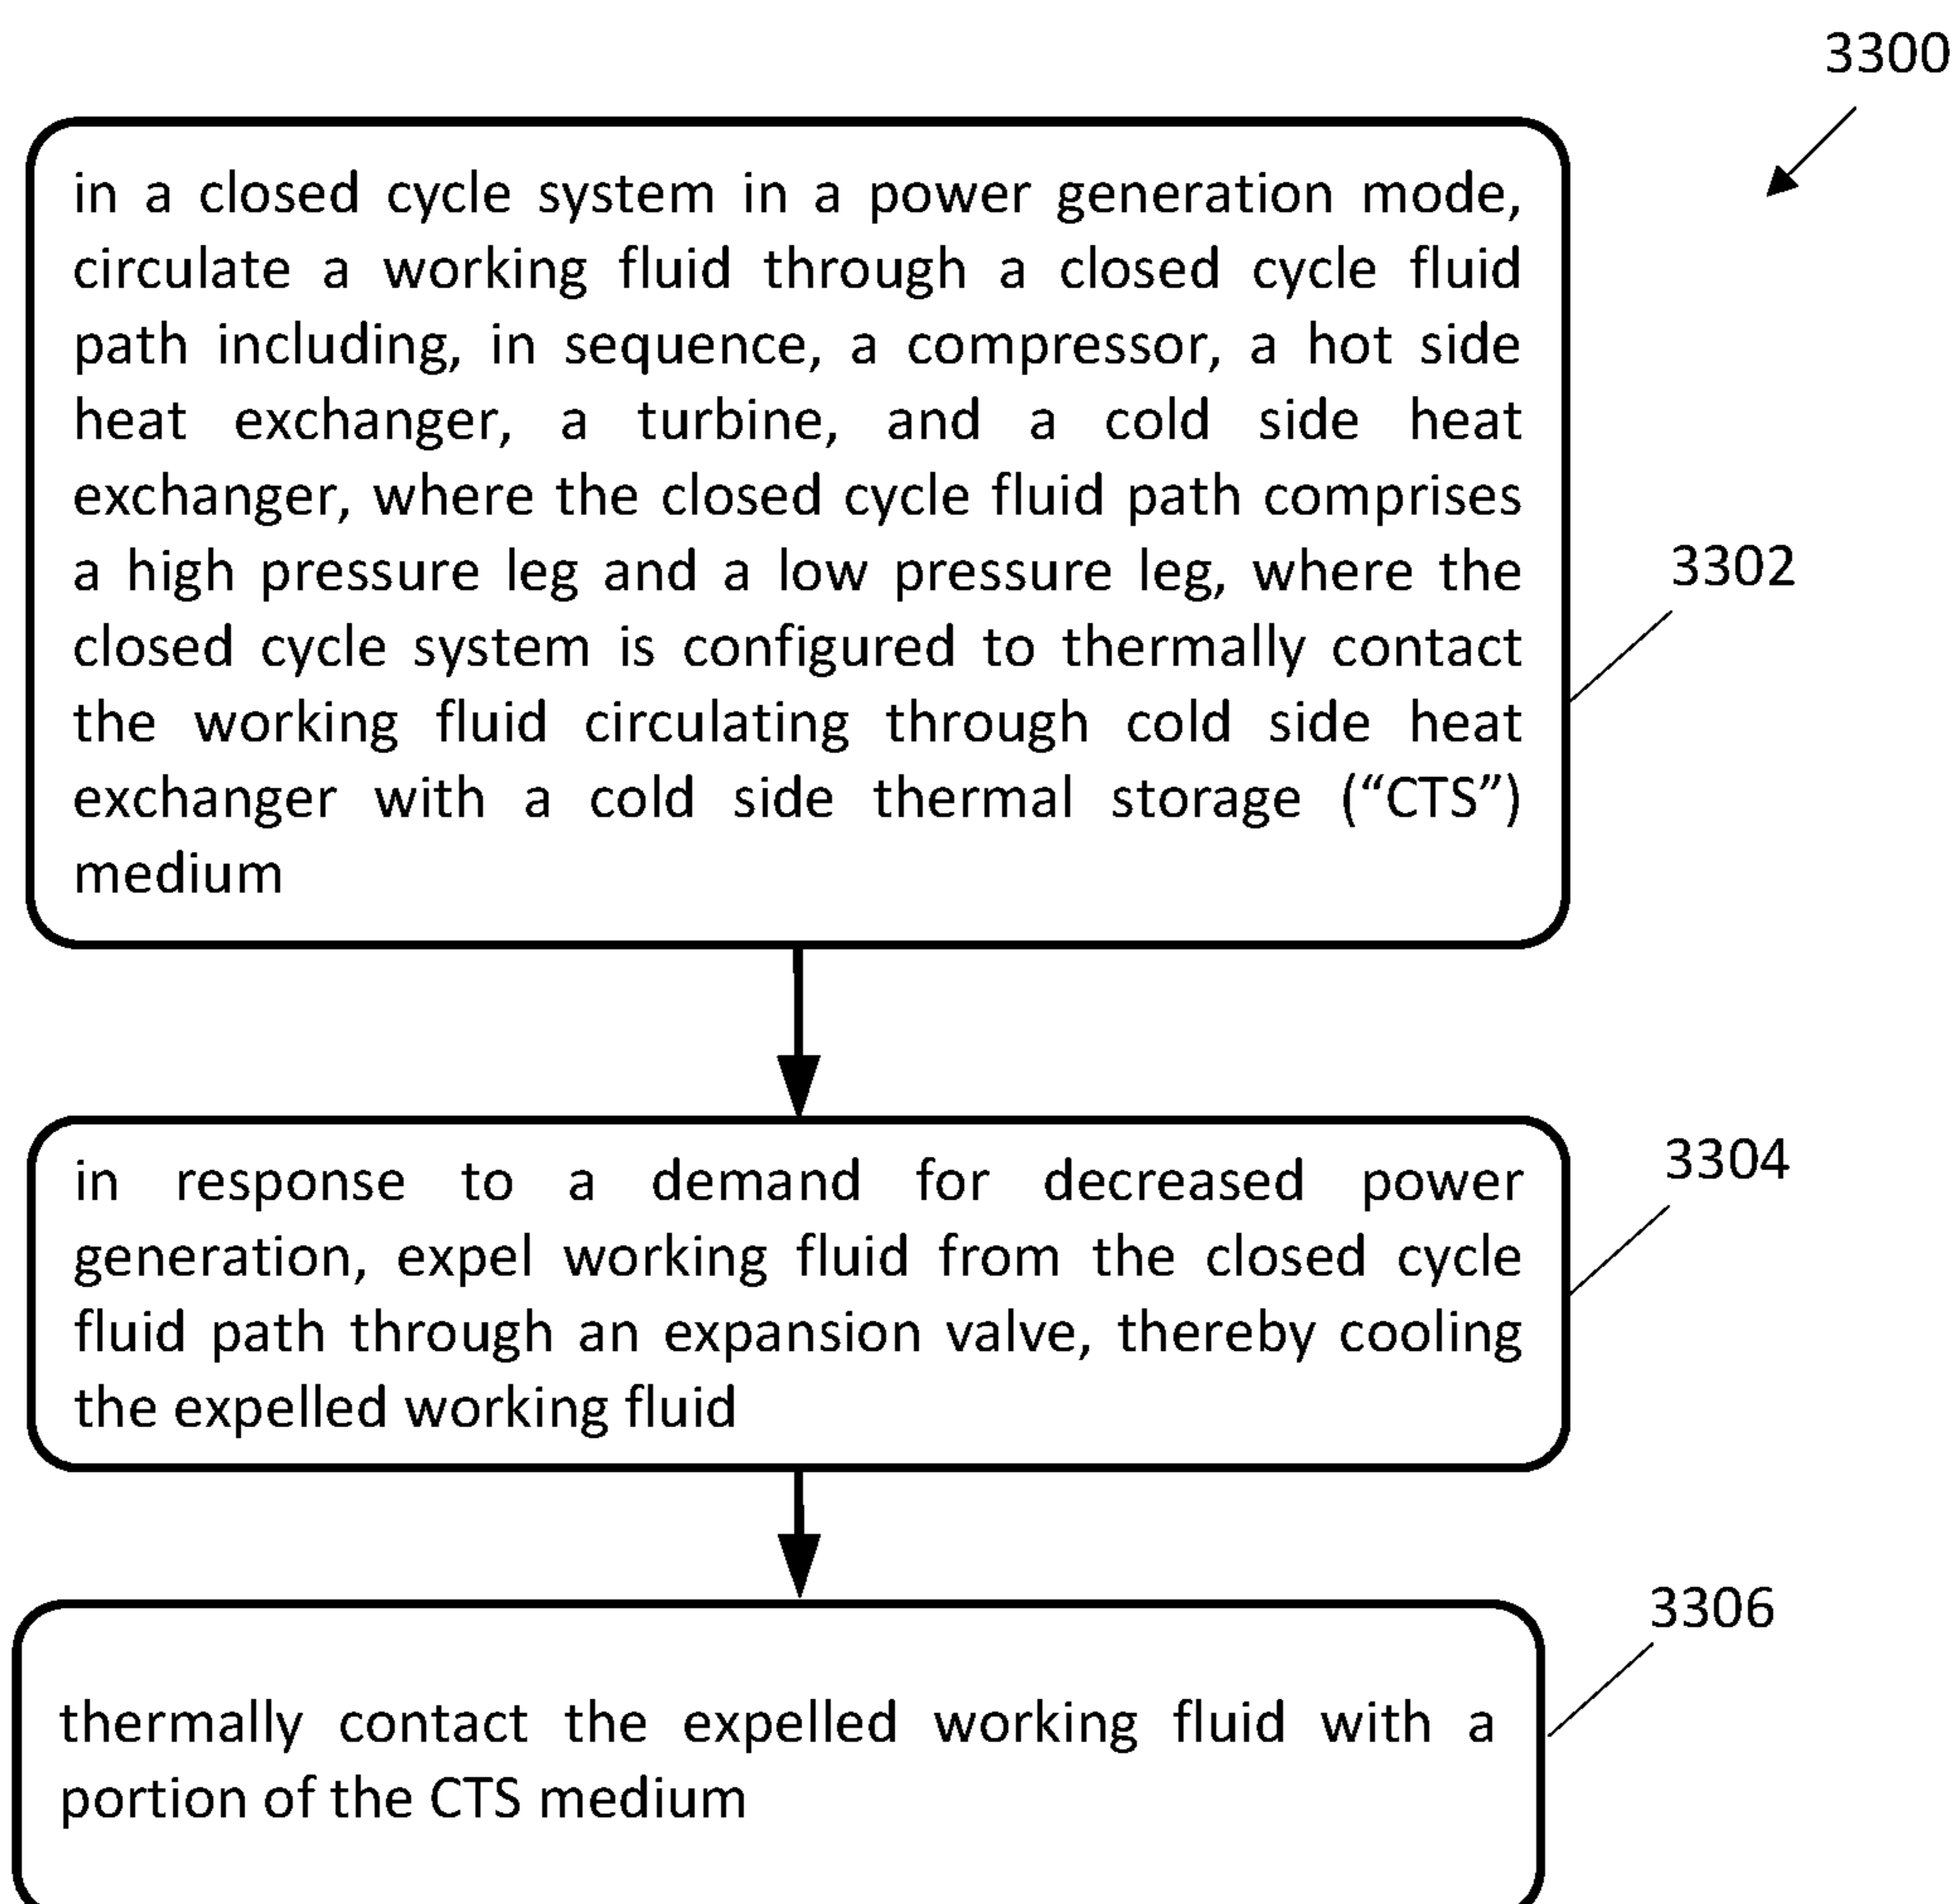 3300
in a closed cycle system in a power generation mode,
circulate a working fluid through a closed cycle fluid
path including, in sequence, a compressor, a hot side
heat exchanger, a turbine, and a cold side heat
exchanger, where the closed cycle fluid path comprises
a high pressure leg and a low pressure leg, where the
closed cycle system is configured to thermally contact
the working fluid circulating through cold side heat
exchanger with a cold side thermal storage (“CTS”)
medium
3302
in response to a demand for decreased power
generation, expel working fluid from the closed cycle
fluid path through an expansion valve, thereby cooling
the expelled working fluid
3304
thermally contact the expelled working fluid with a
portion of the CTS medium
3306